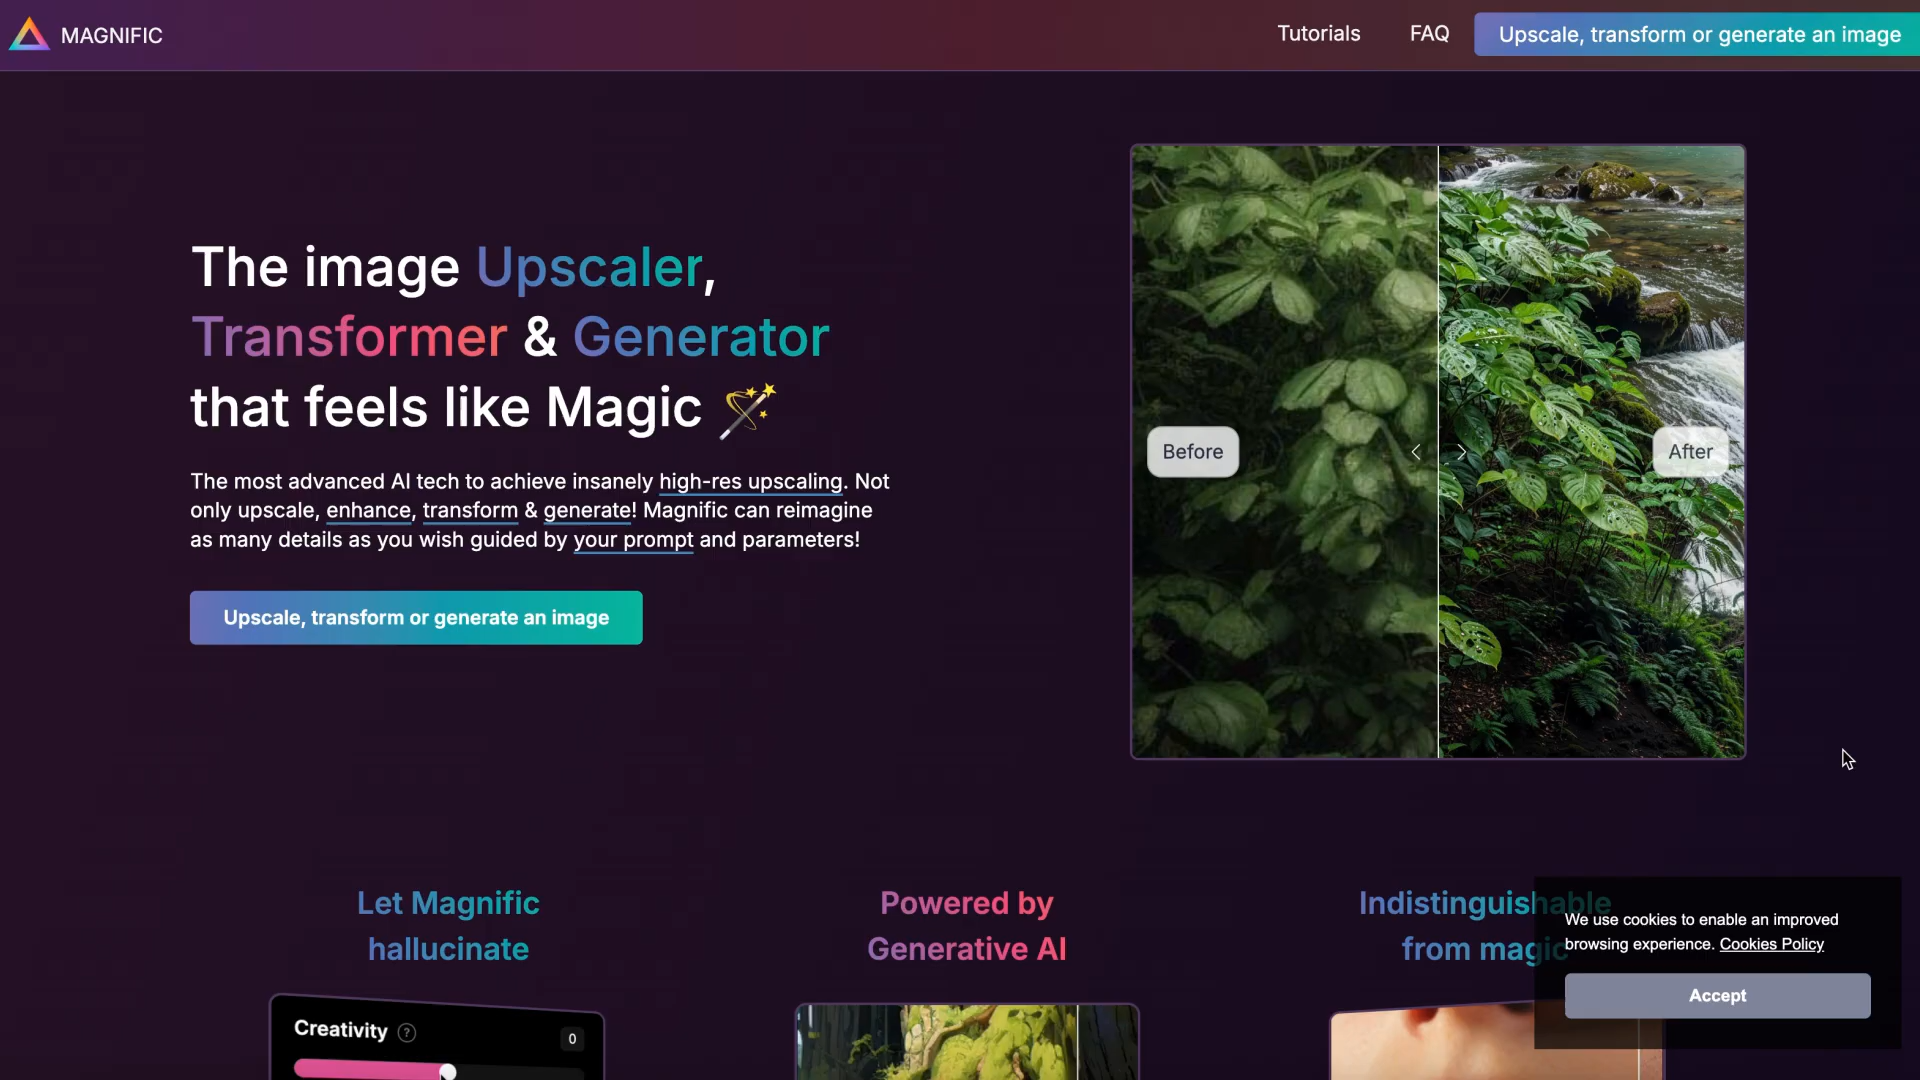 MAGNIFIC
Tutorials
FAQ
Upscale, transform or generate an image
The image Upscaler,
Transformer & Generator
that feels like Magic
The most advanced AI tech to achieve insanely high-res upscaling. Not
only upscale, enhance, transform & generate! Magnific can reimagine
as many details as you wish guided by your prompt and parameters!
Upscale, transform or generate an image
Before
After
Let Magnific
hallucinate
Powered by
Generative AI
Indistinguishable
from magic
Creativity ?
0
We use cookies to enable an improved
browsing experience. Cookies Policy
Accept